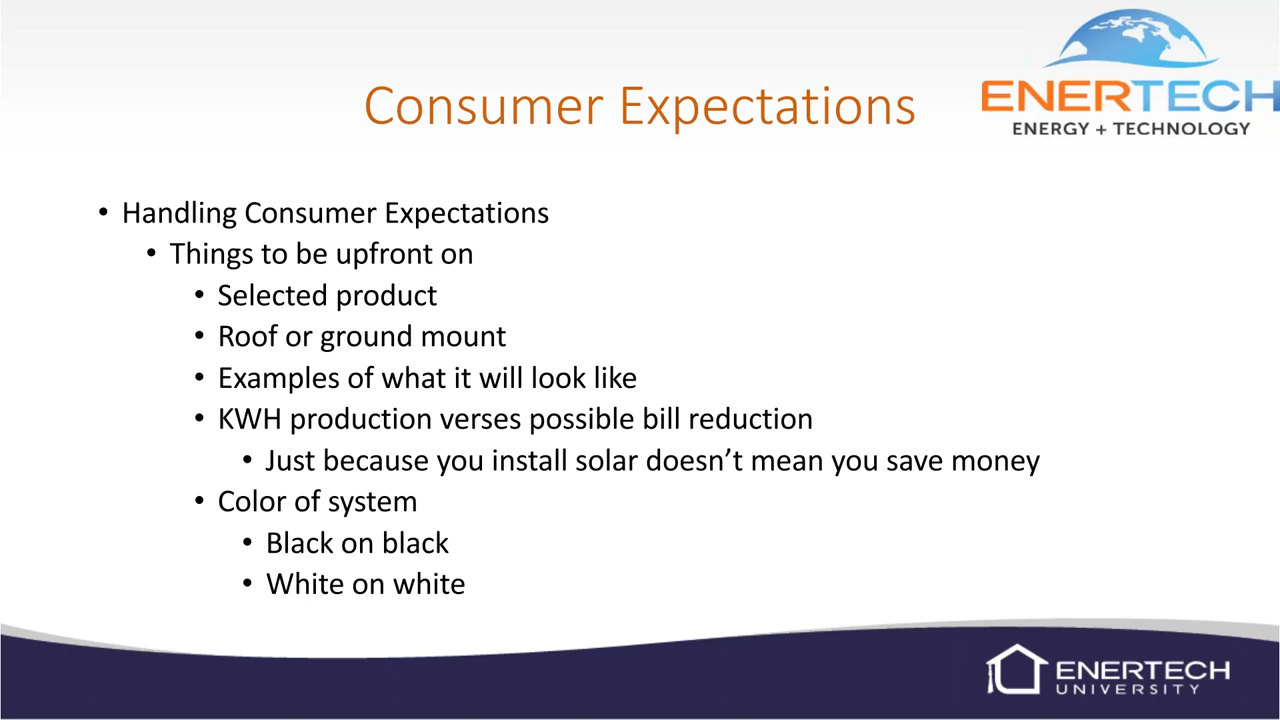 Consumer Expectations
ENERTECH
ENERGY + TECHNOLOGY
• Handling Consumer Expectations
• Things to be upfront on
• Selected product
• Roof or ground mount
• Examples of what it will look like
• KWH production verses possible bill reduction
• Just because you install solar doesn’t mean you save money
• Color of system
• Black on black
• White on white
ENERTECH
UNIVERSITY